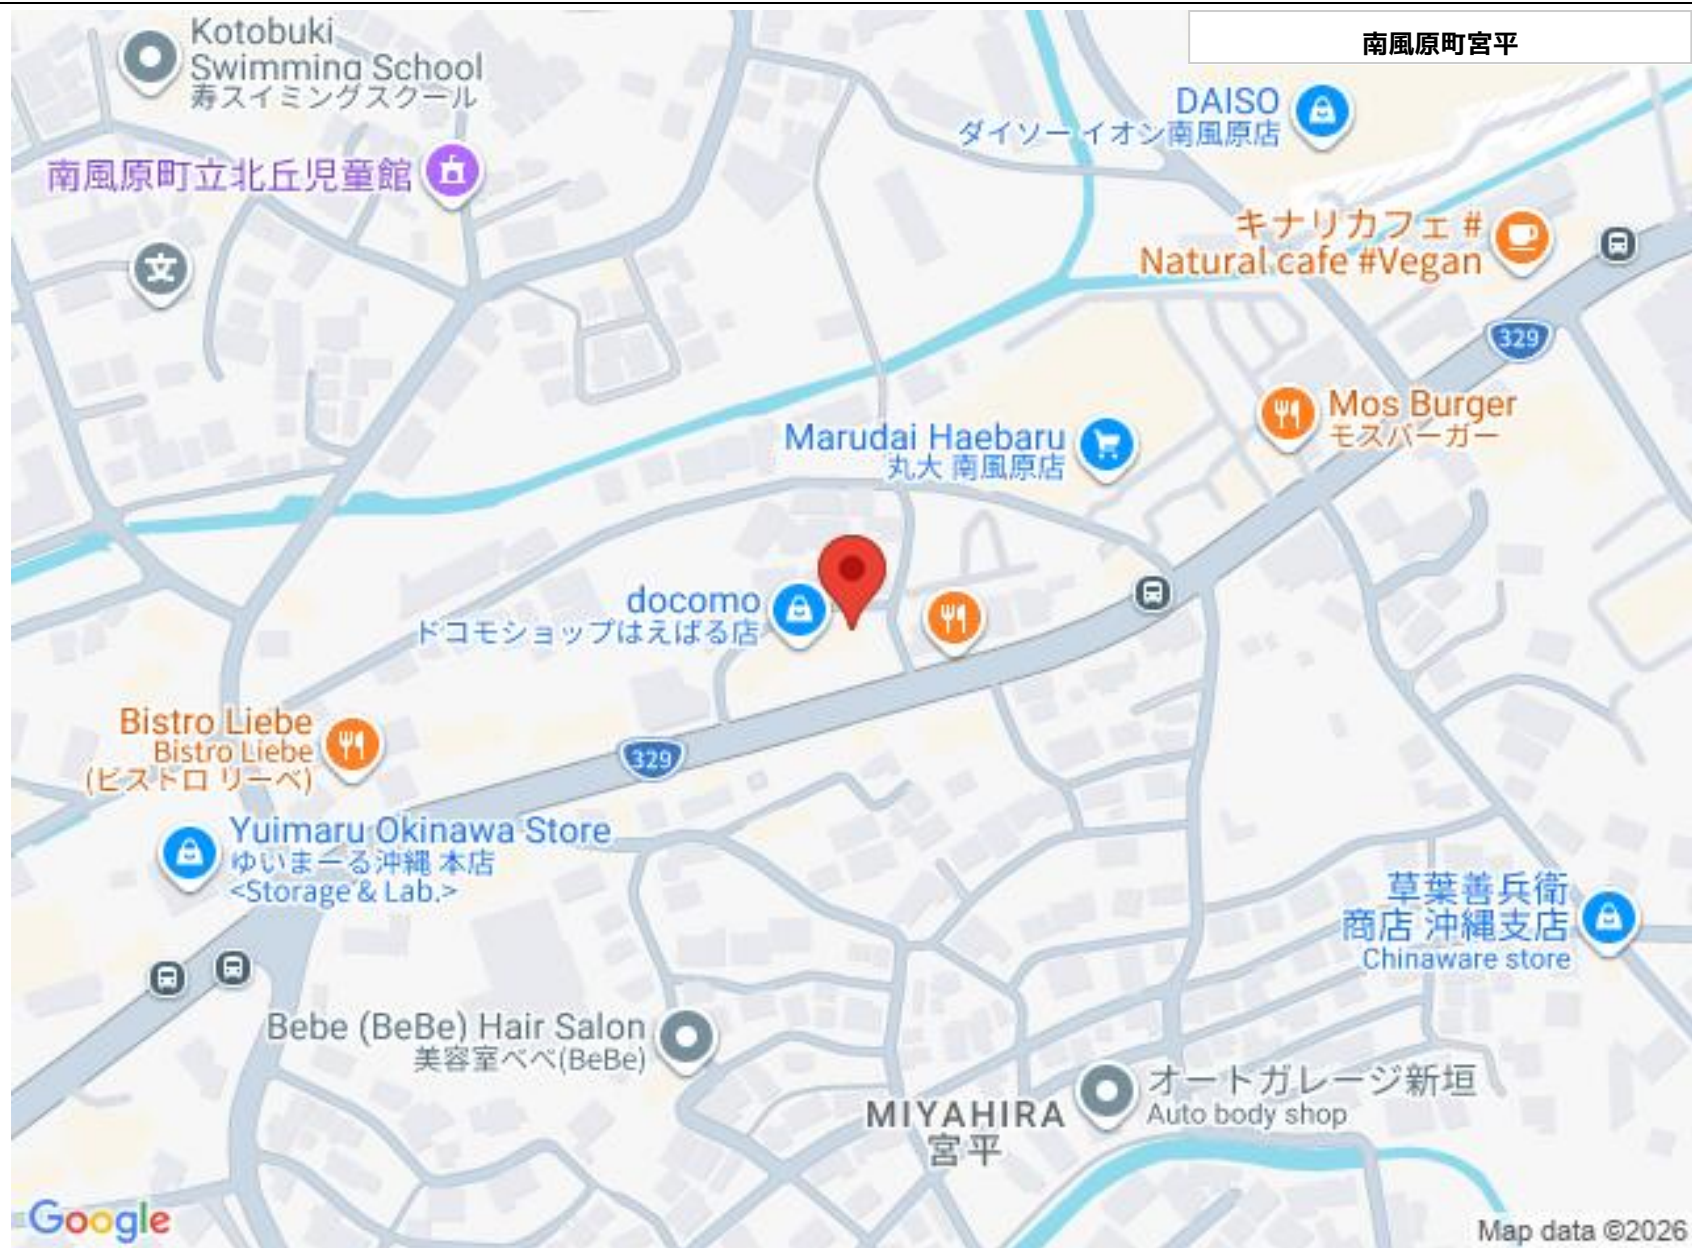 南風原町宮平
Kotobuki
Swimming School
寿スイミングスクール
DAISO
ダイソー イオン南風原店
南風原町立北丘児童館
文
キナリカフェ #
Natural cafe #Vegan
329
Mos Burger
モスバーガー
Marudai Haebaru
丸大 南風原店
docomo
ドコモショップはえばる店
Bistro Liebe
Bistro Liebe
(ビストロ リーベ)
329
Yuimaru Okinawa Store
ゆいまーる沖縄 本店
<Storage & Lab.>
草葉善兵衛
商店 沖縄支店
Chinaware store
Bebe (BeBe) Hair Salon
美容室べべ(BeBe)
オートガレージ新垣
Auto body shop
MIYAHIRA
宮平
Google
Map data ©2026